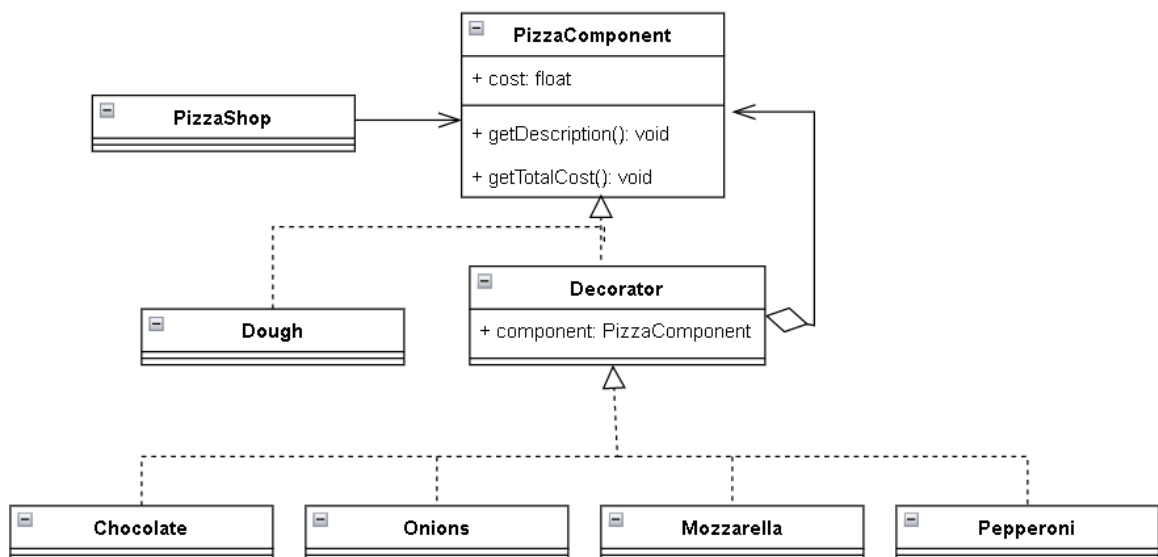 PizzaComponent
+ cost: float
+ getDescription(): void
+ getTotalCost(): void
PizzaShop
Decorator
+ component: PizzaComponent
Dough
Chocolate
Onions
Mozzarella
Pepperoni